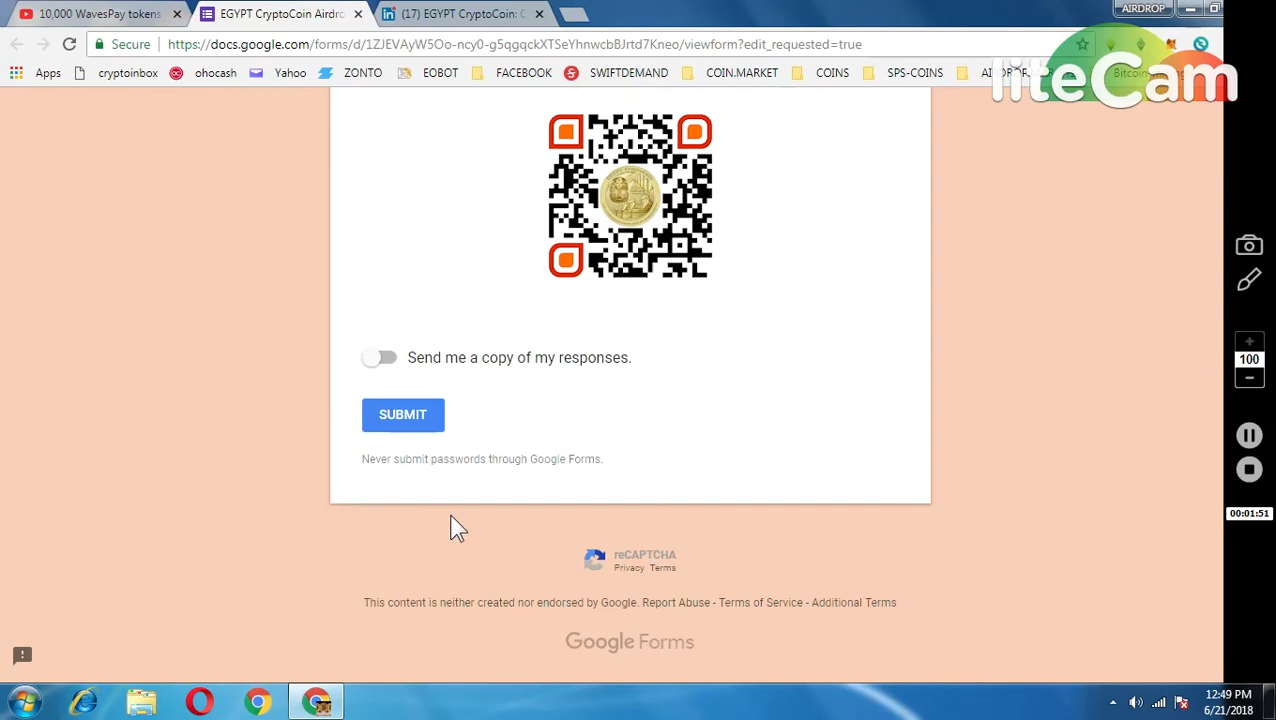 10,000 WavesPay tokens
EGYPT CryptoCoin Airdro
in (17) EGYPT CryptoCoin
AIRDROP
Secure https://docs.google.com/forms/d/1ZJEVAyW5Oo-ncy0-g5qgqckXTSeYhnwcbBJrtd7Kneo/viewform?edit_requested=true
Apps cryptoinbox ohocash Yahoo ZONE EOBOT FACEBOOK SWIFTDEMAND COIN.MARKET COINS SPS-COINS
liteCam
100
Send me a copy of my responses.
SUBMIT
Never submit passwords through Google Forms.
00:01:51
reCAPTCHA
Privacy Terms
This content is neither created nor endorsed by Google. Report Abuse - Terms of Service - Additional Terms
Google Forms
12:49 PM
6/21/2018